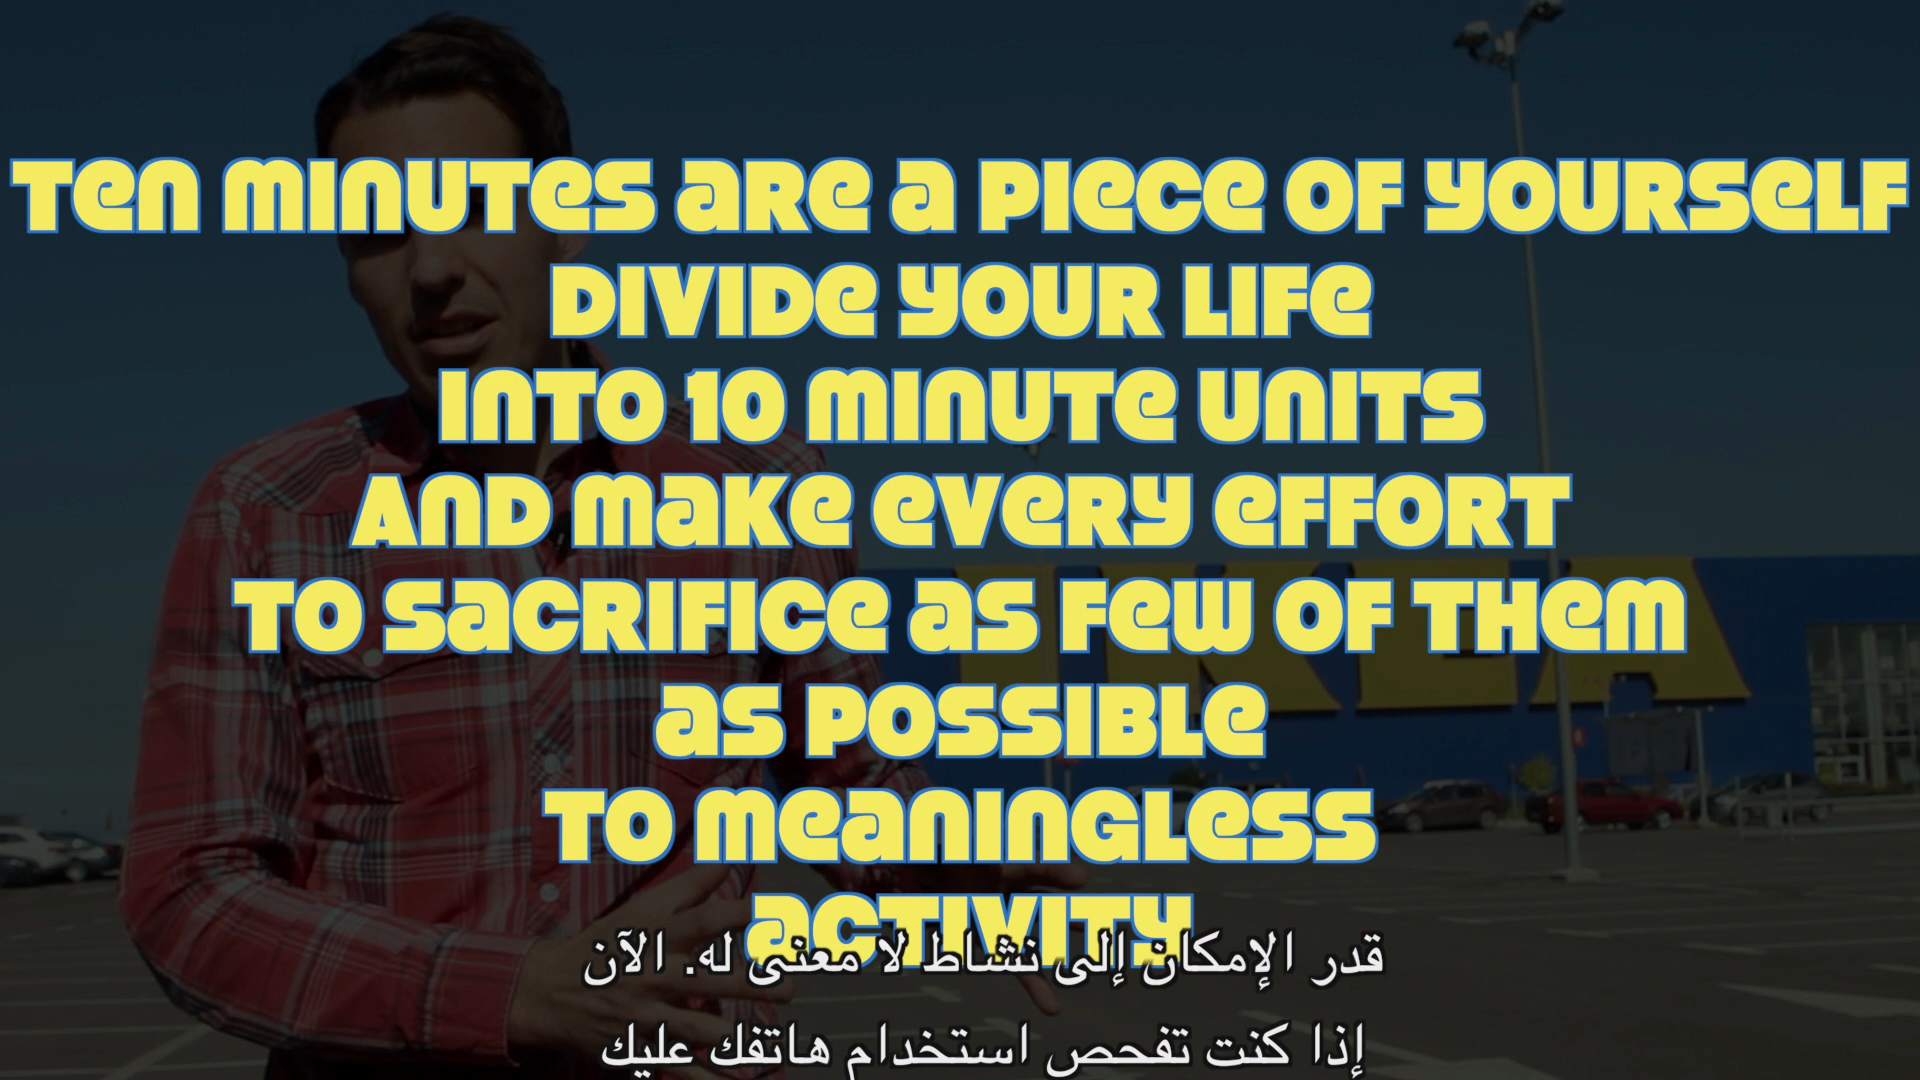 Ten minutes are a piece of yourself
Divide your life
into 10 minute units
and make every effort
to sacrifice as few of them
as possible
to meaningless
activity
قدر الإمكان إلى نشاط لا معنى له. الآن
إذا كنت تفحص استخدام هاتفك عليك
IKEA